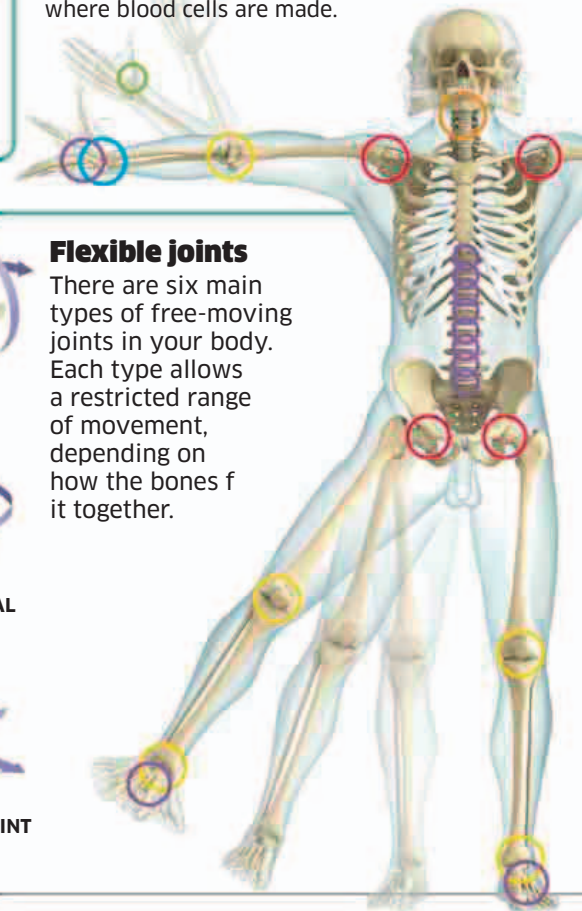 where blood cells are made.
Flexible joints
There are six main
types of free-moving
joints in your body.
Each type allows
a restricted range
of movement,
depending on
how the bones f
it together.
AL
INT